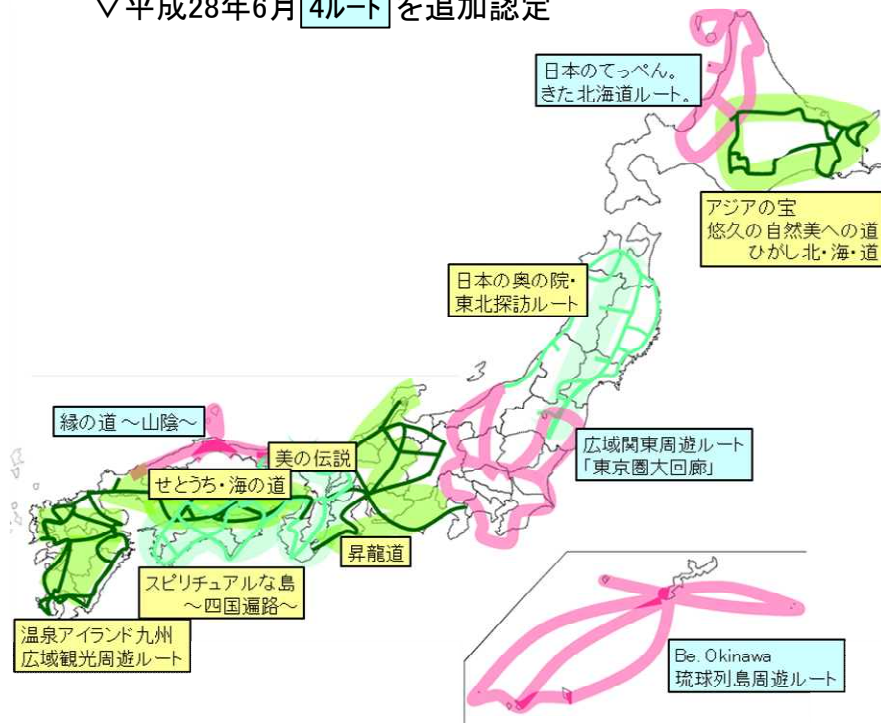 ▽平成28年6月 4ルート を追加認定
日本のてっぺん。
きた北海道ルート。
アジアの宝
悠久の自然美への道
ひがし北・海・道
日本の奥の院・
東北探訪ルート
縁の道～山陰～
美の伝説
せとうち・海の道
広域関東周遊ルート
「東京圏大回廊」
昇龍道
スピリチュアルな島
～四国遍路～
温泉アイランド九州
広域観光周遊ルート
Be. Okinawa
琉球列島周遊ルート